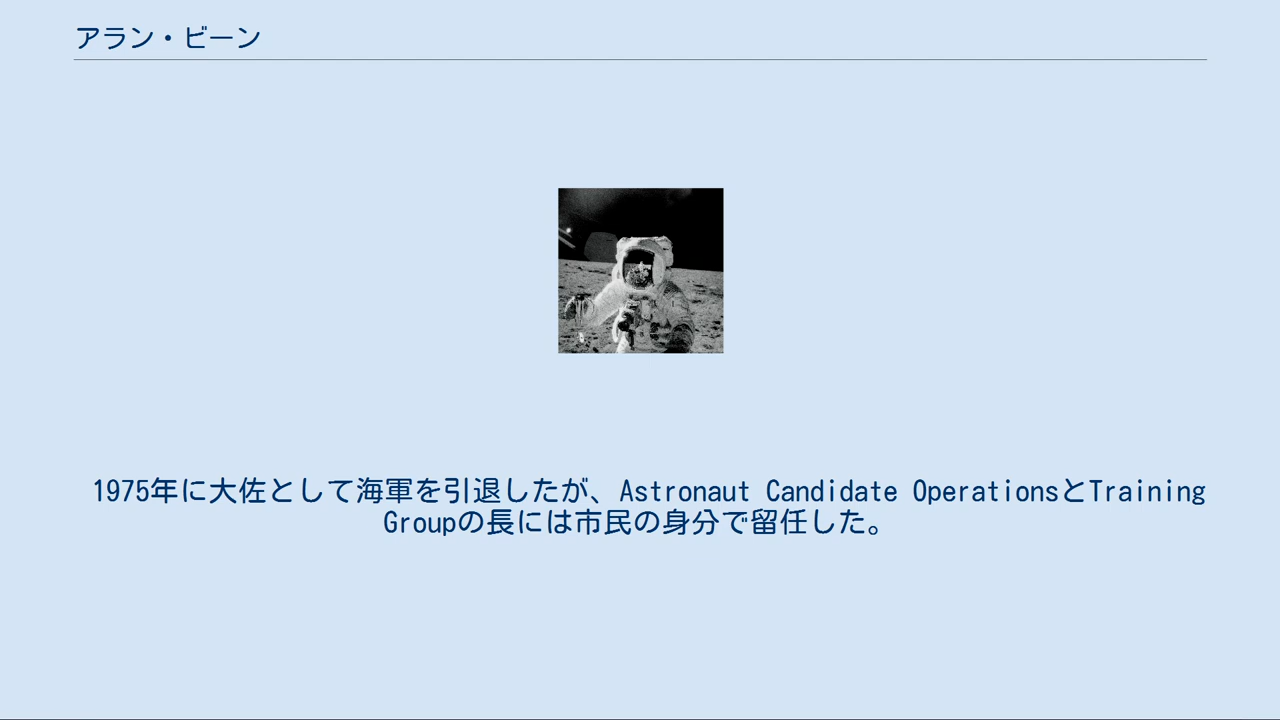 アラン・ビーン
1975年に大佐として海軍を引退したが、Astronaut Candidate OperationsとTraining
Groupの長には市民の身分で留任した。